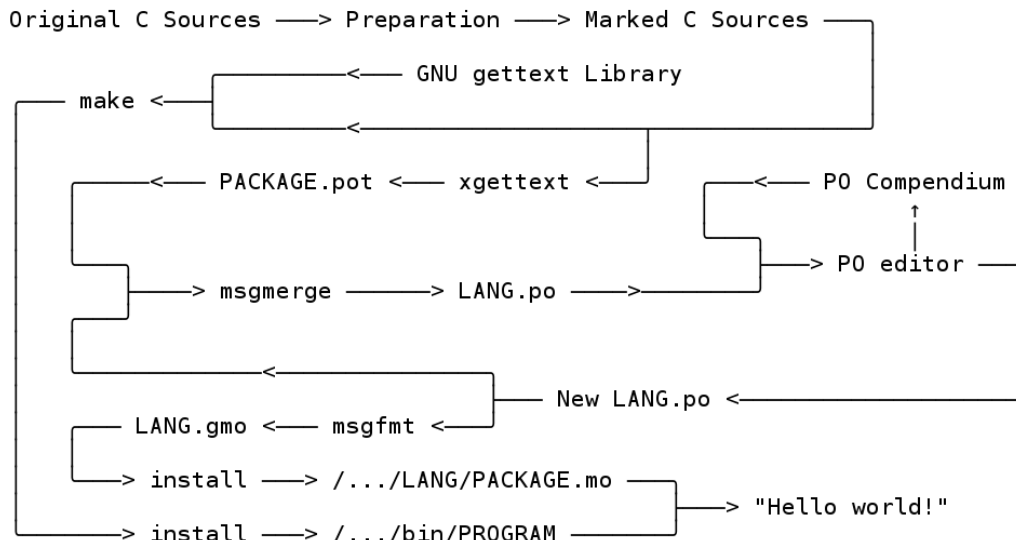 Original C Sources Preparation Marked C Sources
GNU gettext Library
make
PACKAGE.pot xgettext PO Compendium
PO editor
msgmerge LANG.po
New LANG.po
LANG.gmo msgfmt
install /.../LANG/PACKAGE.mo
"Hello world!"
install /.../bin/PROGRAM